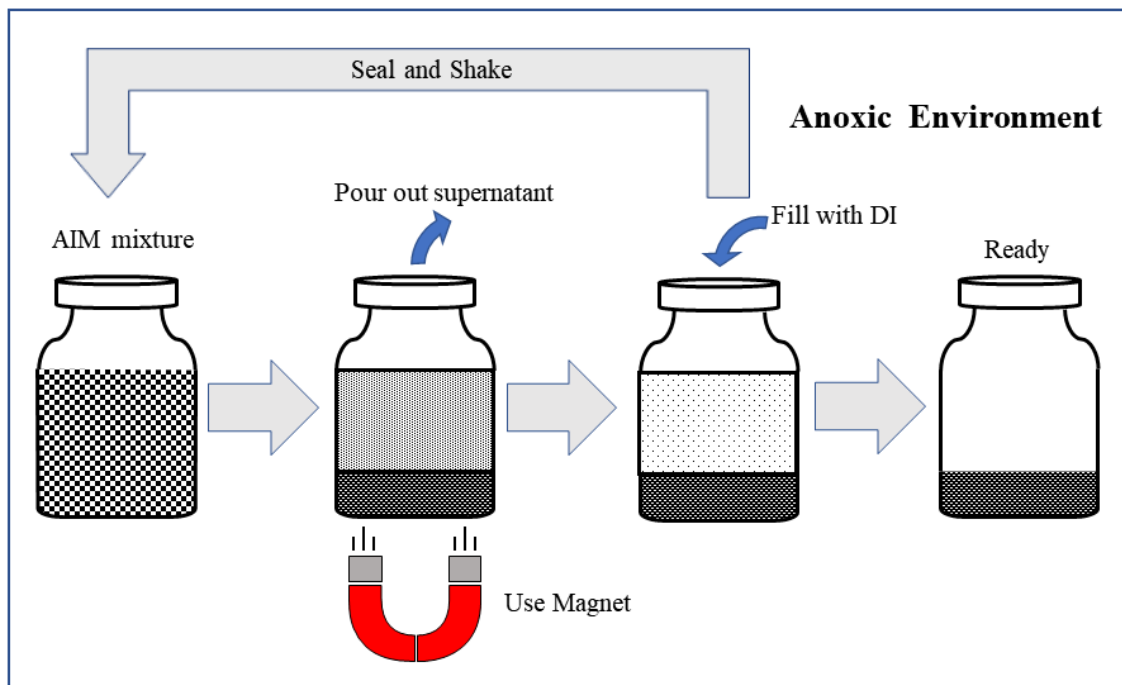 Seal and Shake
Anoxic Environment
Pour out supernatant
Fill with DI
AIM mixture
Ready
Use Magnet